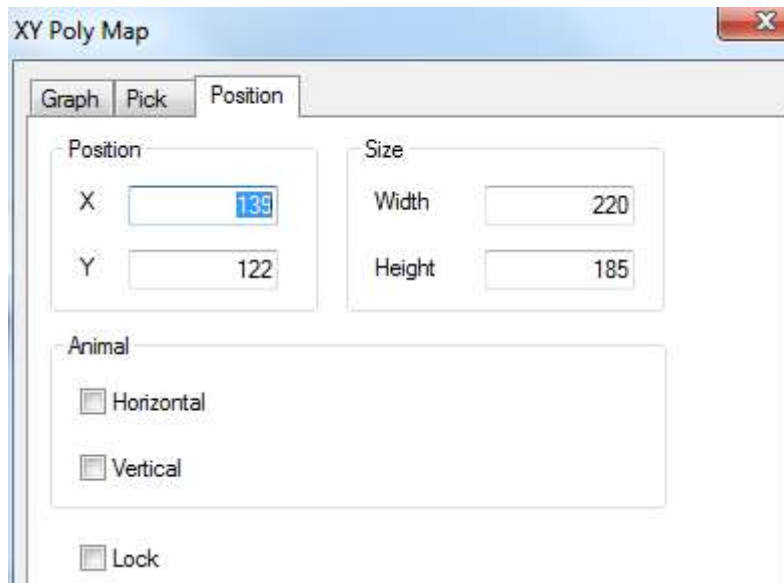 XY Poly Map
Graph Pick Position
Position
X 139
Y 122
Size
Width 220
Height 185
Animal
Horizontal
Vertical
Lock